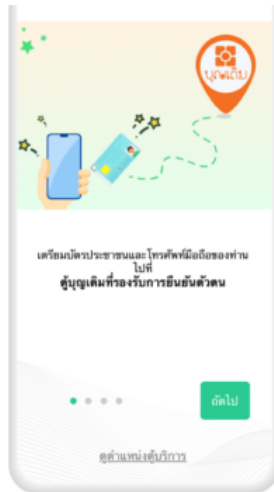 บุญเติม
เตรียมบัตรประชาชนและโทรศัพท์มือถือของท่าน
ไปที่
ตู้บุญเติมที่รองรับการยืนยันตัวตน
ถัดไป
ดูตำแหน่งตู้บริการ